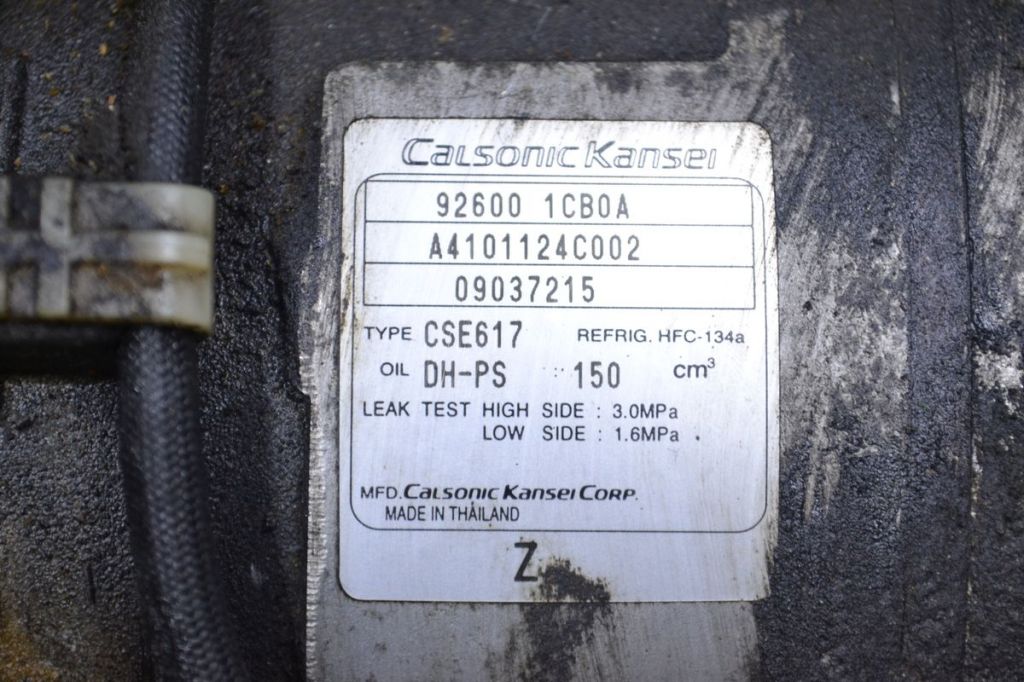 Calsonic Kansei
92600 1CB0A
A4101124C002
09037215
TYPE CSE617 REFRIG. HFC-134a
OIL DH-PS : 150 cm³
LEAK TEST HIGH SIDE : 3.0MPa
LOW SIDE : 1.6MPa
MFD. Calsonic Kansei Corp.
MADE IN THAILAND
Z